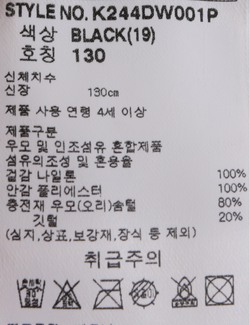 STYLE NO. K244DW001P
색상 BLACK(19)
호칭 130
신체치수
신장 130cm
제품 사용 연령 4세 이상
제품구분
우모 및 인조섬유 혼합제품
섬유의조성 및 혼용율
겉감 나일론 100%
안감 폴리에스터 100%
충전재 우모(오리)솜털 80%
깃털 20%
(심지,상표,보강재,장식 등 제외)
취급주의